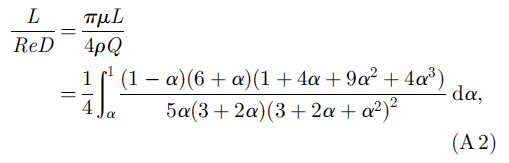 L/ReD = πμL/4ρQ
= 1/4 ∫_α^1 (1 − α)(6 + α)(1 + 4α + 9α² + 4α³)/5α(3 + 2α)(3 + 2α + α²)² dα,
(A 2)